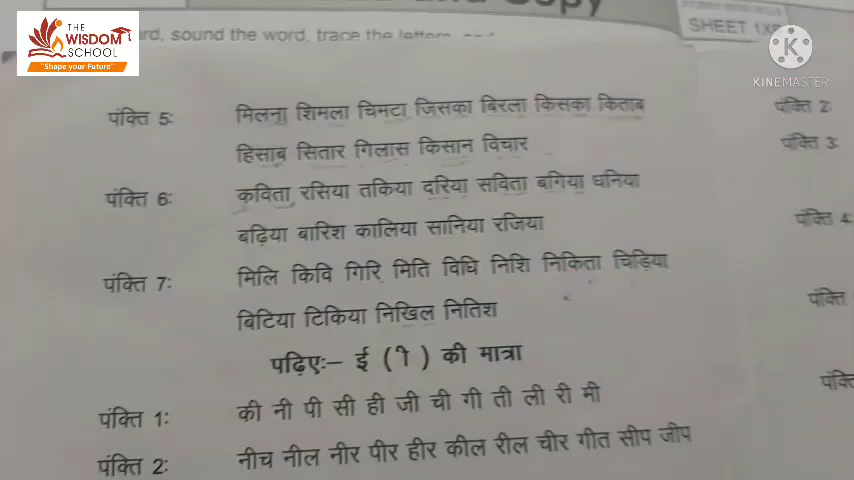 THE
WISDOM
SCHOOL
"Shape your Future"
sound the word, trace the letters, and
SHEET
KINEMASTER
पंक्ति 5: मिलना शिमला चिमटा जिसका बिरला किसका किताब
हिसाब सितार गिलास किसान विचार
पंक्ति 6: कविता रसिया तकिया दरिया सविता बगिया धनिया
बढ़िया बारिश कालिया सानिया रजिया
पंक्ति 7: मिलि किवि गिरि मिति विधि निशि निकिता चिड़िया
बिटिया टिकिया निखिल नितिश
पढ़िएः- ई ( ी ) की मात्रा
पंक्ति 1: की नी पी सी ही जी ची गी ती ली री मी
पंक्ति 2: नीच नील नीर पीर हीर कील रील चीर गीत सीप जीप
पंक्ति 2:
पंक्ति 3:
पंक्ति 4:
पंक्ति
पंक्ति